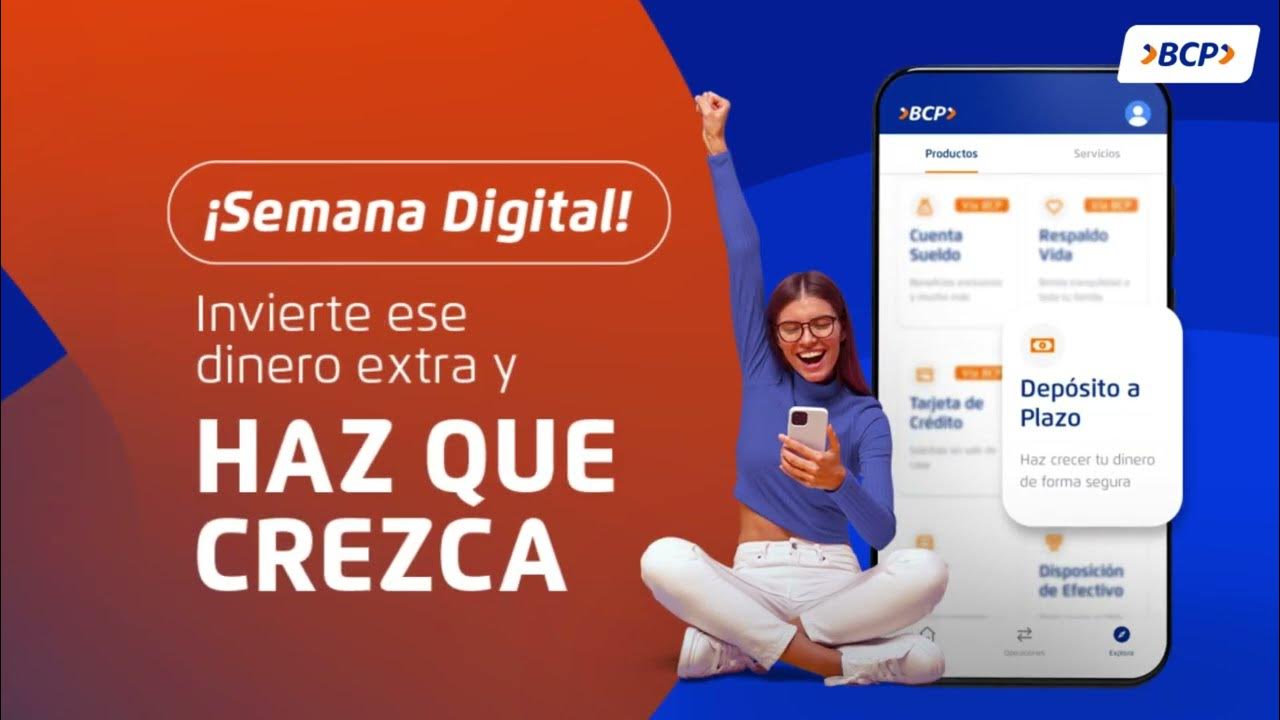 BCP
¡Semana Digital!
Invierte ese
dinero extra y
HAZ QUE
CREZCA
BCP
Productos
Servicios
Vía BCP
Vía BCP
Cuenta
Sueldo
Respaldo
Vida
Vía BCP
Tarjeta de
Crédito
Depósito a
Plazo
Haz crecer tu dinero
de forma segura
Disposición
de Efectivo
Operaciones
Explorar